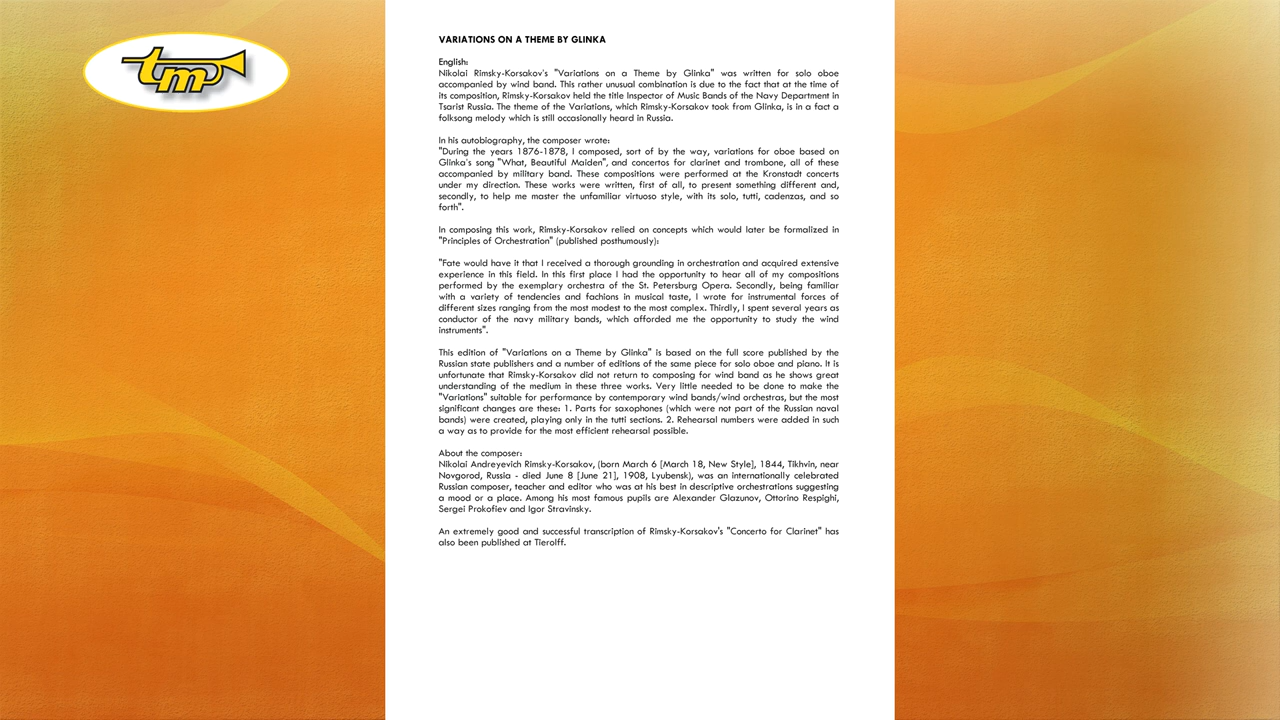 tm
VARIATIONS ON A THEME BY GLINKA
English:
Nikolai Rimsky-Korsakov's "Variations on a Theme by Glinka" was written for solo oboe
accompanied by wind band. This rather unusual combination is due to the fact that at the time of
its composition, Rimsky-Korsakov held the title Inspector of Music Bands of the Navy Department in
Tsarist Russia. The theme of the Variations, which Rimsky-Korsakov took from Glinka, is in a fact a
folksong melody which is still occasionally heard in Russia.
In his autobiography, the composer wrote:
"During the years 1876-1878, I composed, sort of by the way, variations for oboe based on
Glinka's song "What, Beautiful Maiden", and concertos for clarinet and trombone, all of these
accompanied by military band. These compositions were performed at the Kronstadt concerts
under my direction. These works were written, first of all, to present something different and,
secondly, to help me master the unfamiliar virtuoso style, with its solo, tutti, cadenzas, and so
forth".
In composing this work, Rimsky-Korsakov relied on concepts which would later be formalized in
"Principles of Orchestration" (published posthumously):
"Fate would have it that I received a thorough grounding in orchestration and acquired extensive
experience in this field. In this first place I had the opportunity to hear all of my compositions
performed by the exemplary orchestra of the St. Petersburg Opera. Secondly, being familiar
with a variety of tendencies and fachions in musical taste, I wrote for instrumental forces of
different sizes ranging from the most modest to the most complex. Thirdly, I spent several years as
conductor of the navy military bands, which afforded me the opportunity to study the wind
instruments".
This edition of "Variations on a Theme by Glinka" is based on the full score published by the
Russian state publishers and a number of editions of the same piece for solo oboe and piano. It is
unfortunate that Rimsky-Korsakov did not return to composing for wind band as he shows great
understanding of the medium in these three works. Very little needed to be done to make the
"Variations" suitable for performance by contemporary wind bands/wind orchestras, but the most
significant changes are these: 1. Parts for saxophones (which were not part of the Russian naval
bands) were created, playing only in the tutti sections. 2. Rehearsal numbers were added in such
a way as to provide for the most efficient rehearsal possible.
About the composer:
Nikolai Andreyevich Rimsky-Korsakov, (born March 6 [March 18, New Style], 1844, Tikhvin, near
Novgorod, Russia - died June 8 [June 21], 1908, Lyubensk), was an internationally celebrated
Russian composer, teacher and editor who was at his best in descriptive orchestrations suggesting
a mood or a place. Among his most famous pupils are Alexander Glazunov, Ottorino Respighi,
Sergei Prokofiev and Igor Stravinsky.
An extremely good and successful transcription of Rimsky-Korsakov's "Concerto for Clarinet" has
also been published at Tierolff.